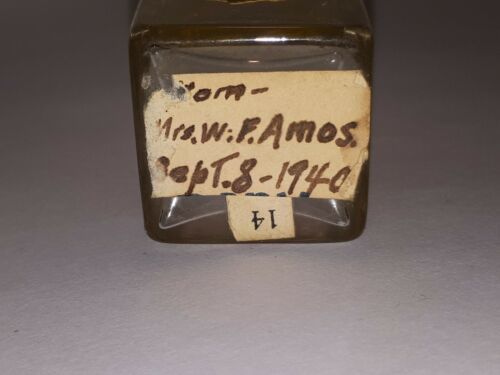 From-
Mrs. W. F. Amos.
Sept. 8-1940
14